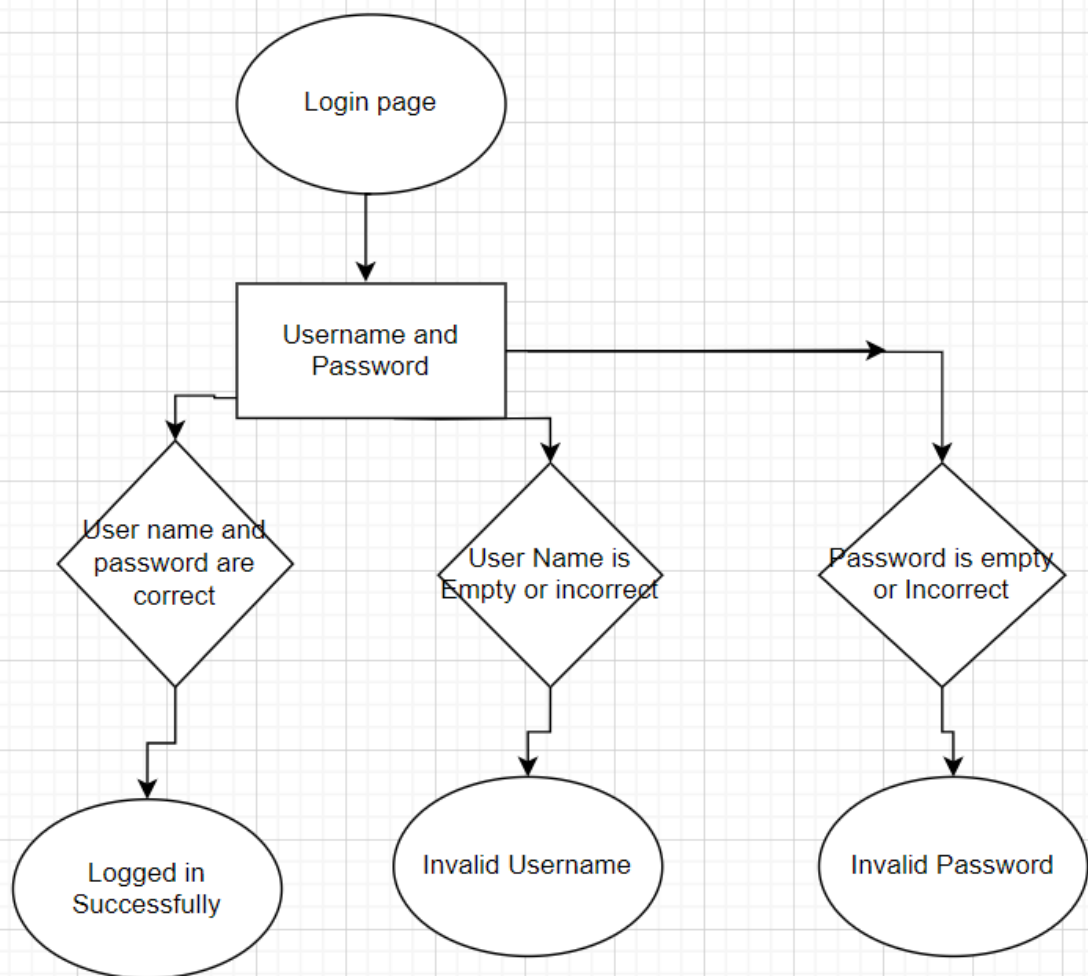 Login page
Username and
Password
User name and
password are
correct
User Name is
Empty or incorrect
Password is empty
or Incorrect
Logged in
Successfully
Invalid Username
Invalid Password